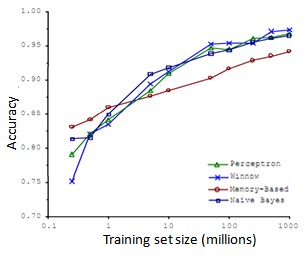 1.00
0.95
0.90
0.85
0.80
0.75
0.70
Accuracy
0.1 1 10 100 1000
Training set size (millions)
Perceptron
Winnow
Memory-Based
Naive Bayes